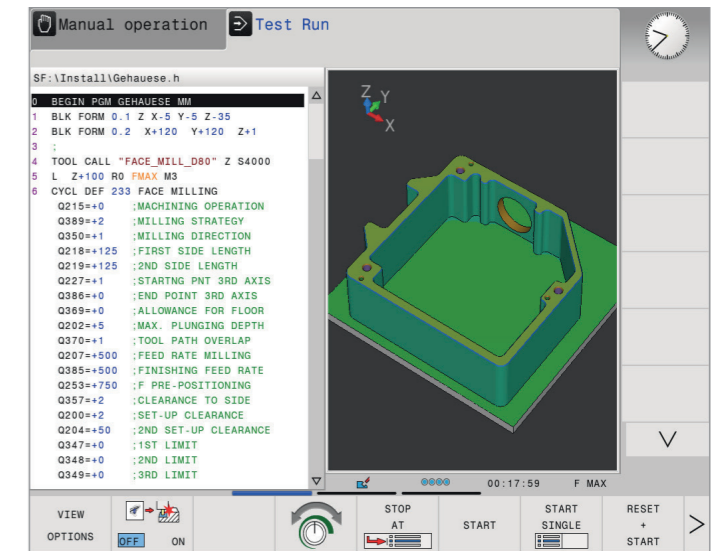 Manual operation
Test Run
SF:\Install\Gehauese.h
0 BEGIN PGM GEHAUESE MM
1 BLK FORM 0.1 Z X-5 Y-5 Z-35
2 BLK FORM 0.2 X+120 Y+120 Z+1
3 ;
4 TOOL CALL "FACE_MILL_D80" Z S4000
5 L Z+100 R0 FMAX M3
6 CYCL DEF 233 FACE MILLING
Q215=+0 ;MACHINING OPERATION
Q389=+2 ;MILLING STRATEGY
Q350=+1 ;MILLING DIRECTION
Q218=+125 ;FIRST SIDE LENGTH
Q219=+125 ;2ND SIDE LENGTH
Q227=+1 ;STARTNG PNT 3RD AXIS
Q386=+0 ;END POINT 3RD AXIS
Q369=+0 ;ALLOWANCE FOR FLOOR
Q202=+5 ;MAX. PLUNGING DEPTH
Q370=+1 ;TOOL PATH OVERLAP
Q207=+500 ;FEED RATE MILLING
Q385=+500 ;FINISHING FEED RATE
Q253=+750 ;F PRE-POSITIONING
Q357=+2 ;CLEARANCE TO SIDE
Q200=+2 ;SET-UP CLEARANCE
Q204=+50 ;2ND SET-UP CLEARANCE
Q347=+0 ;1ST LIMIT
Q348=+0 ;2ND LIMIT
Q349=+0 ;3RD LIMIT
Z
Y
X
00:17:59 F MAX
VIEW
OPTIONS
OFF ON
STOP
AT
START
START
SINGLE
RESET
+
START